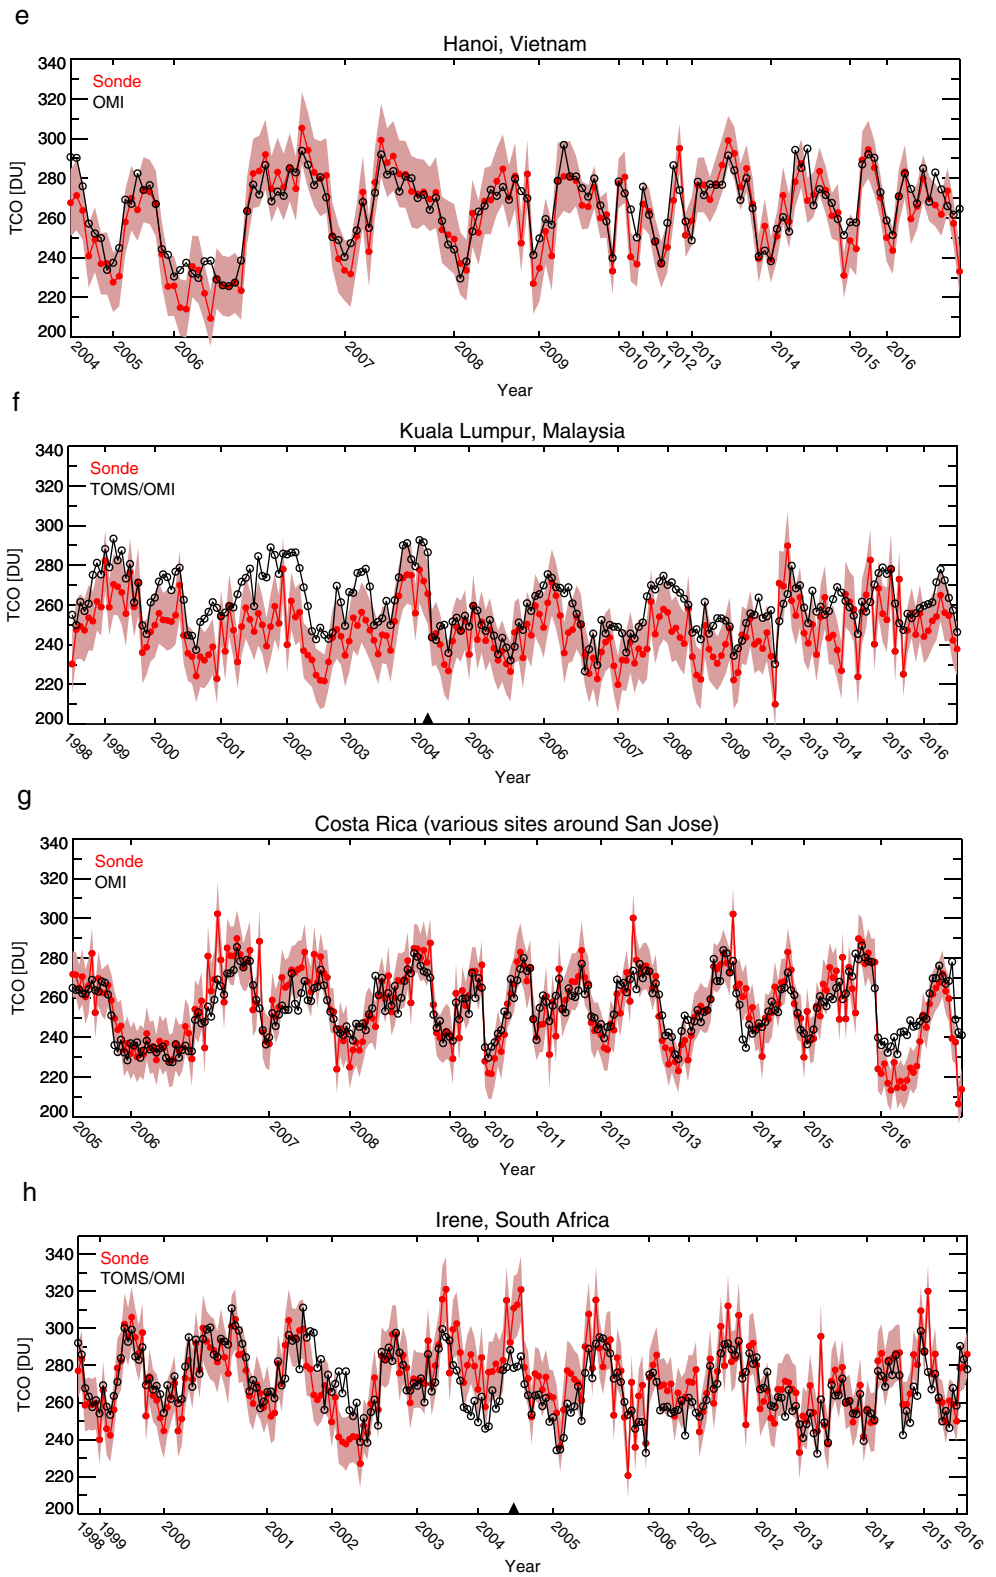 e
Hanoi, Vietnam
Sonde
OMI
TCO [DU]
340
320
300
280
260
240
220
200
2004 2005 2006 2007 2008 2009 2010 2011 2012 2013 2014 2015 2016
Year
f
Kuala Lumpur, Malaysia
Sonde
TOMS/OMI
TCO [DU]
340
320
300
280
260
240
220
200
1998 1999 2000 2001 2002 2003 2004 2005 2006 2007 2008 2009 2012 2013 2014 2015 2016
Year
g
Costa Rica (various sites around San Jose)
Sonde
OMI
TCO [DU]
340
320
300
280
260
240
220
200
2005 2006 2007 2008 2009 2010 2011 2012 2013 2014 2015 2016
Year
h
Irene, South Africa
Sonde
TOMS/OMI
TCO [DU]
340
320
300
280
260
240
220
200
1998 1999 2000 2001 2002 2003 2004 2005 2006 2007 2012 2013 2014 2015 2016
Year